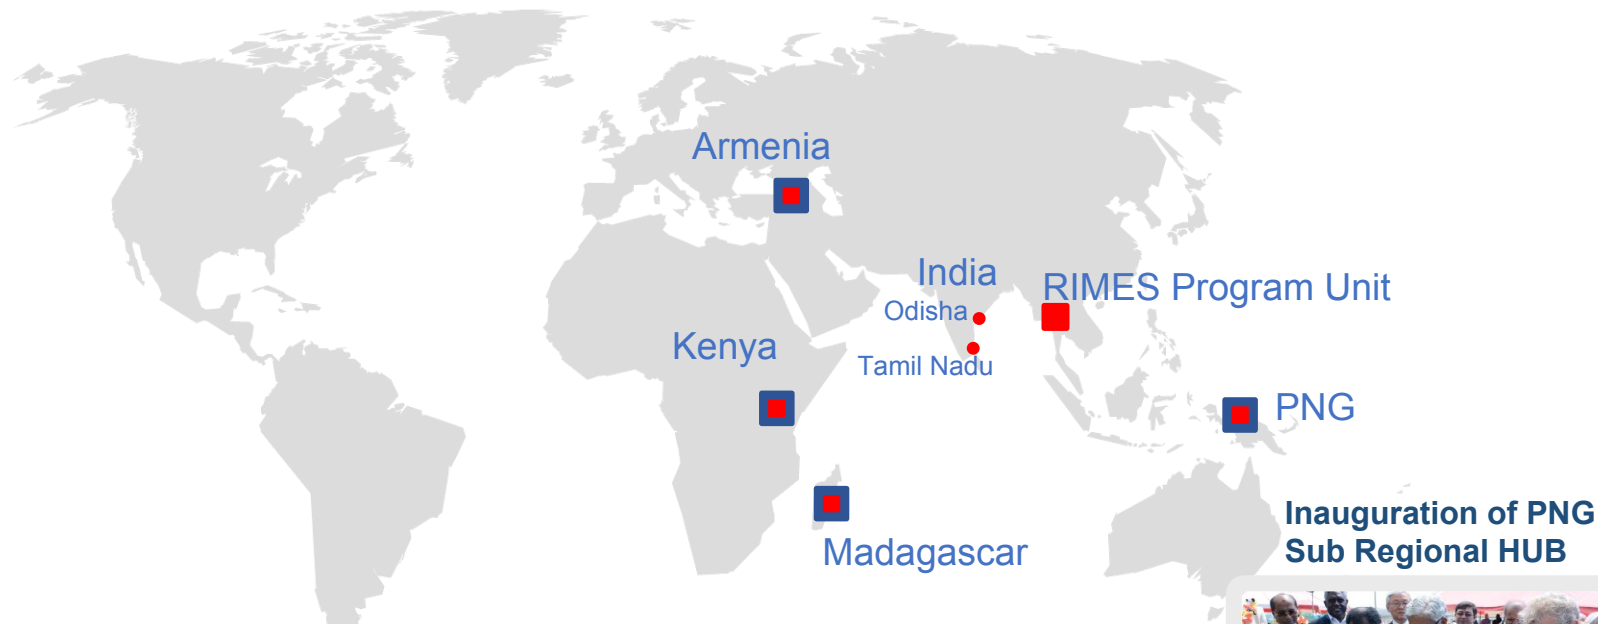 Armenia
India
RIMES Program Unit
Odisha
Kenya
Tamil Nadu
PNG
Inauguration of PNG
Sub Regional HUB
Madagascar